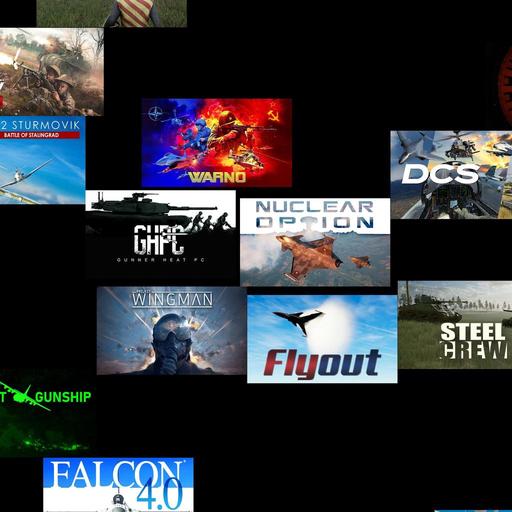 2 STURMOVIK
BATTLE OF STALINGRAD
WARNO
DCS
GHPC
GUNNER HEAT PC
NUCLEAR
OPTION
PROJECT
WINGMAN
Flyout
STEEL
CREW
T GUNSHIP
FALCON
4.0